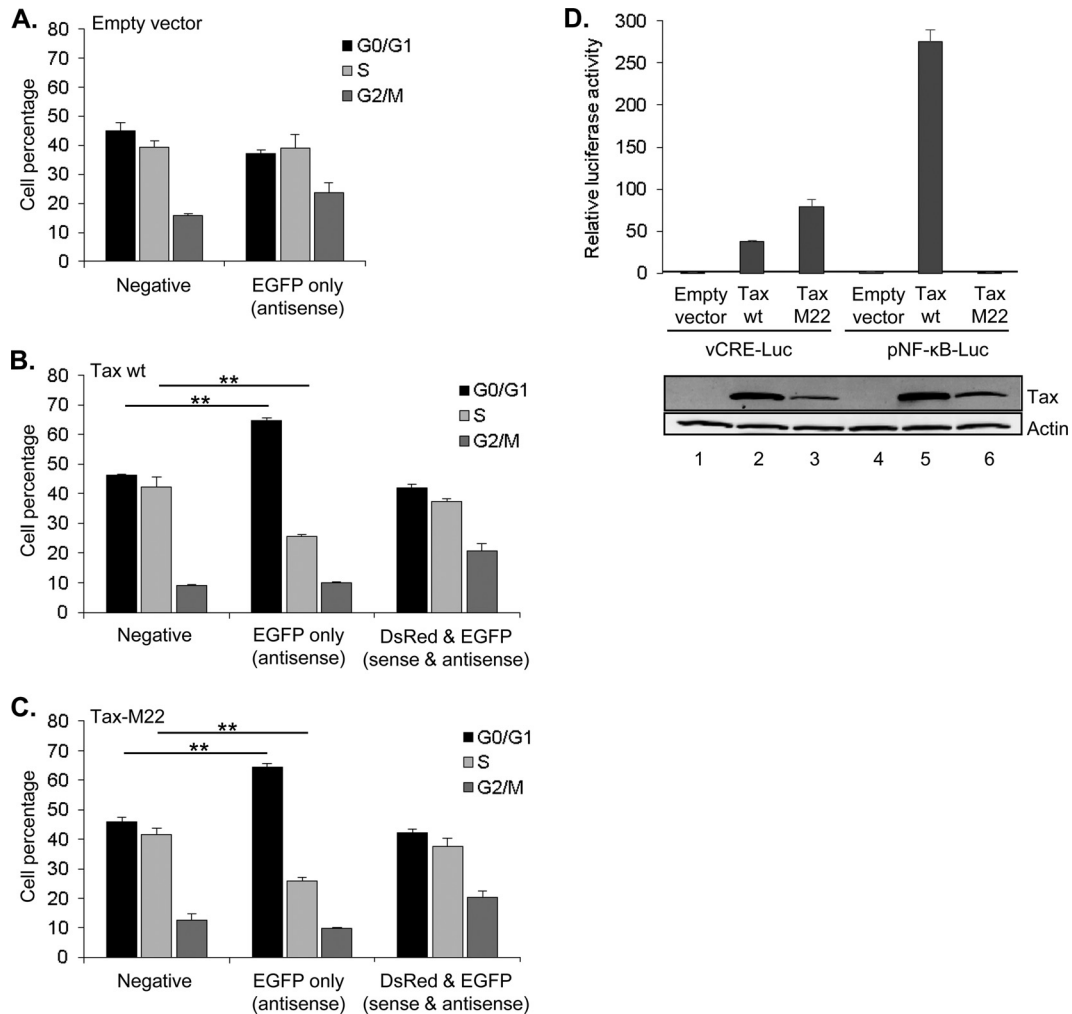 A.
Empty vector
Cell percentage
80
70
60
50
40
30
20
10
0
G0/G1
S
G2/M
Negative
EGFP only
(antisense)
B.
Tax wt
Cell percentage
80
70
60
50
40
30
20
10
0
**
**
G0/G1
S
G2/M
Negative
EGFP only
(antisense)
DsRed & EGFP
(sense & antisense)
C.
Tax-M22
Cell percentage
80
70
60
50
40
30
20
10
0
**
**
G0/G1
S
G2/M
Negative
EGFP only
(antisense)
DsRed & EGFP
(sense & antisense)
D.
Relative luciferase activity
300
250
200
150
100
50
0
Empty vector
Tax wt
Tax M22
Empty vector
Tax wt
Tax M22
vCRE-Luc
pNF-κB-Luc
Tax
Actin
1 2 3 4 5 6